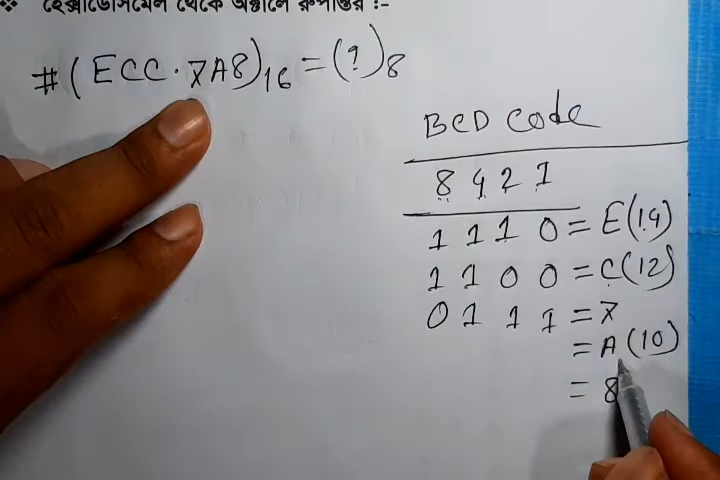 ❖ হেক্সাডেসিমেল থেকে অক্টালে রুপান্তর :-
# (ECC.7A8)16 = (?)8
BCD code
8 4 2 1
1 1 1 0 = E(14)
1 1 0 0 = C(12)
0 1 1 1 = 7
= A(10)
= 8